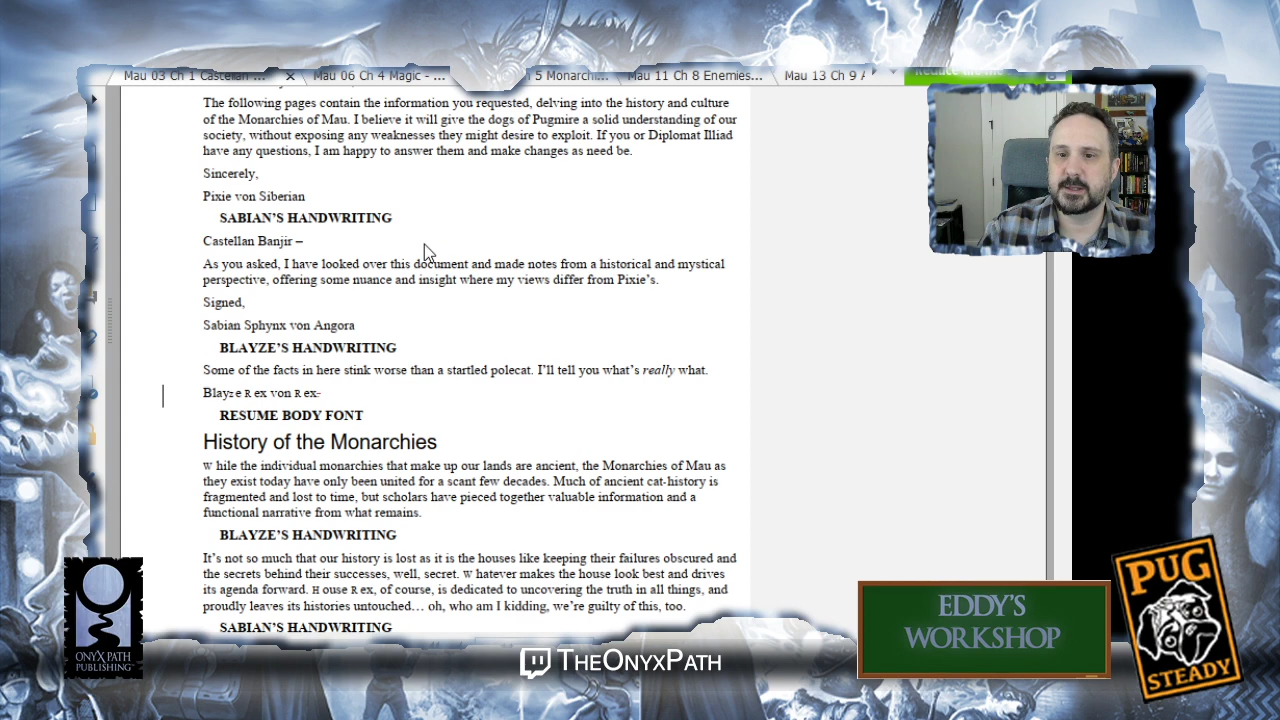 Mau 03 Ch 1 Castellan ...
Mau 06 Ch 4 Magic - ...
5 Monarchi...
Mau 11 Ch 8 Enemies...
Mau 13 Ch 9 A
The following pages contain the information you requested, delving into the history and culture
of the Monarchies of Mau. I believe it will give the dogs of Pugmire a solid understanding of our
society, without exposing any weaknesses they might desire to exploit. If you or Diplomat Illiad
have any questions, I am happy to answer them and make changes as need be.
Sincerely,
Pixie von Siberian
SABIAN'S HANDWRITING
Castellan Banjir –
As you asked, I have looked over this document and made notes from a historical and mystical
perspective, offering some nuance and insight where my views differ from Pixie's.
Signed,
Sabian Sphynx von Angora
BLAYZE'S HANDWRITING
Some of the facts in here stink worse than a startled polecat. I'll tell you what's really what.
Blayze Rex von Rex-
RESUME BODY FONT
History of the Monarchies
While the individual monarchies that make up our lands are ancient, the Monarchies of Mau as
they exist today have only been united for a scant few decades. Much of ancient cat-history is
fragmented and lost to time, but scholars have pieced together valuable information and a
functional narrative from what remains.
BLAYZE'S HANDWRITING
It's not so much that our history is lost as it is the houses like keeping their failures obscured and
the secrets behind their successes, well, secret. Whatever makes the house look best and drives
its agenda forward. House Rex, of course, is dedicated to uncovering the truth in all things, and
proudly leaves its histories untouched… oh, who am I kidding, we're guilty of this, too.
SABIAN'S HANDWRITING
ONYX PATH
PUBLISHING™
THEONYXPATH
EDDY'S
WORKSHOP
PUG
STEADY